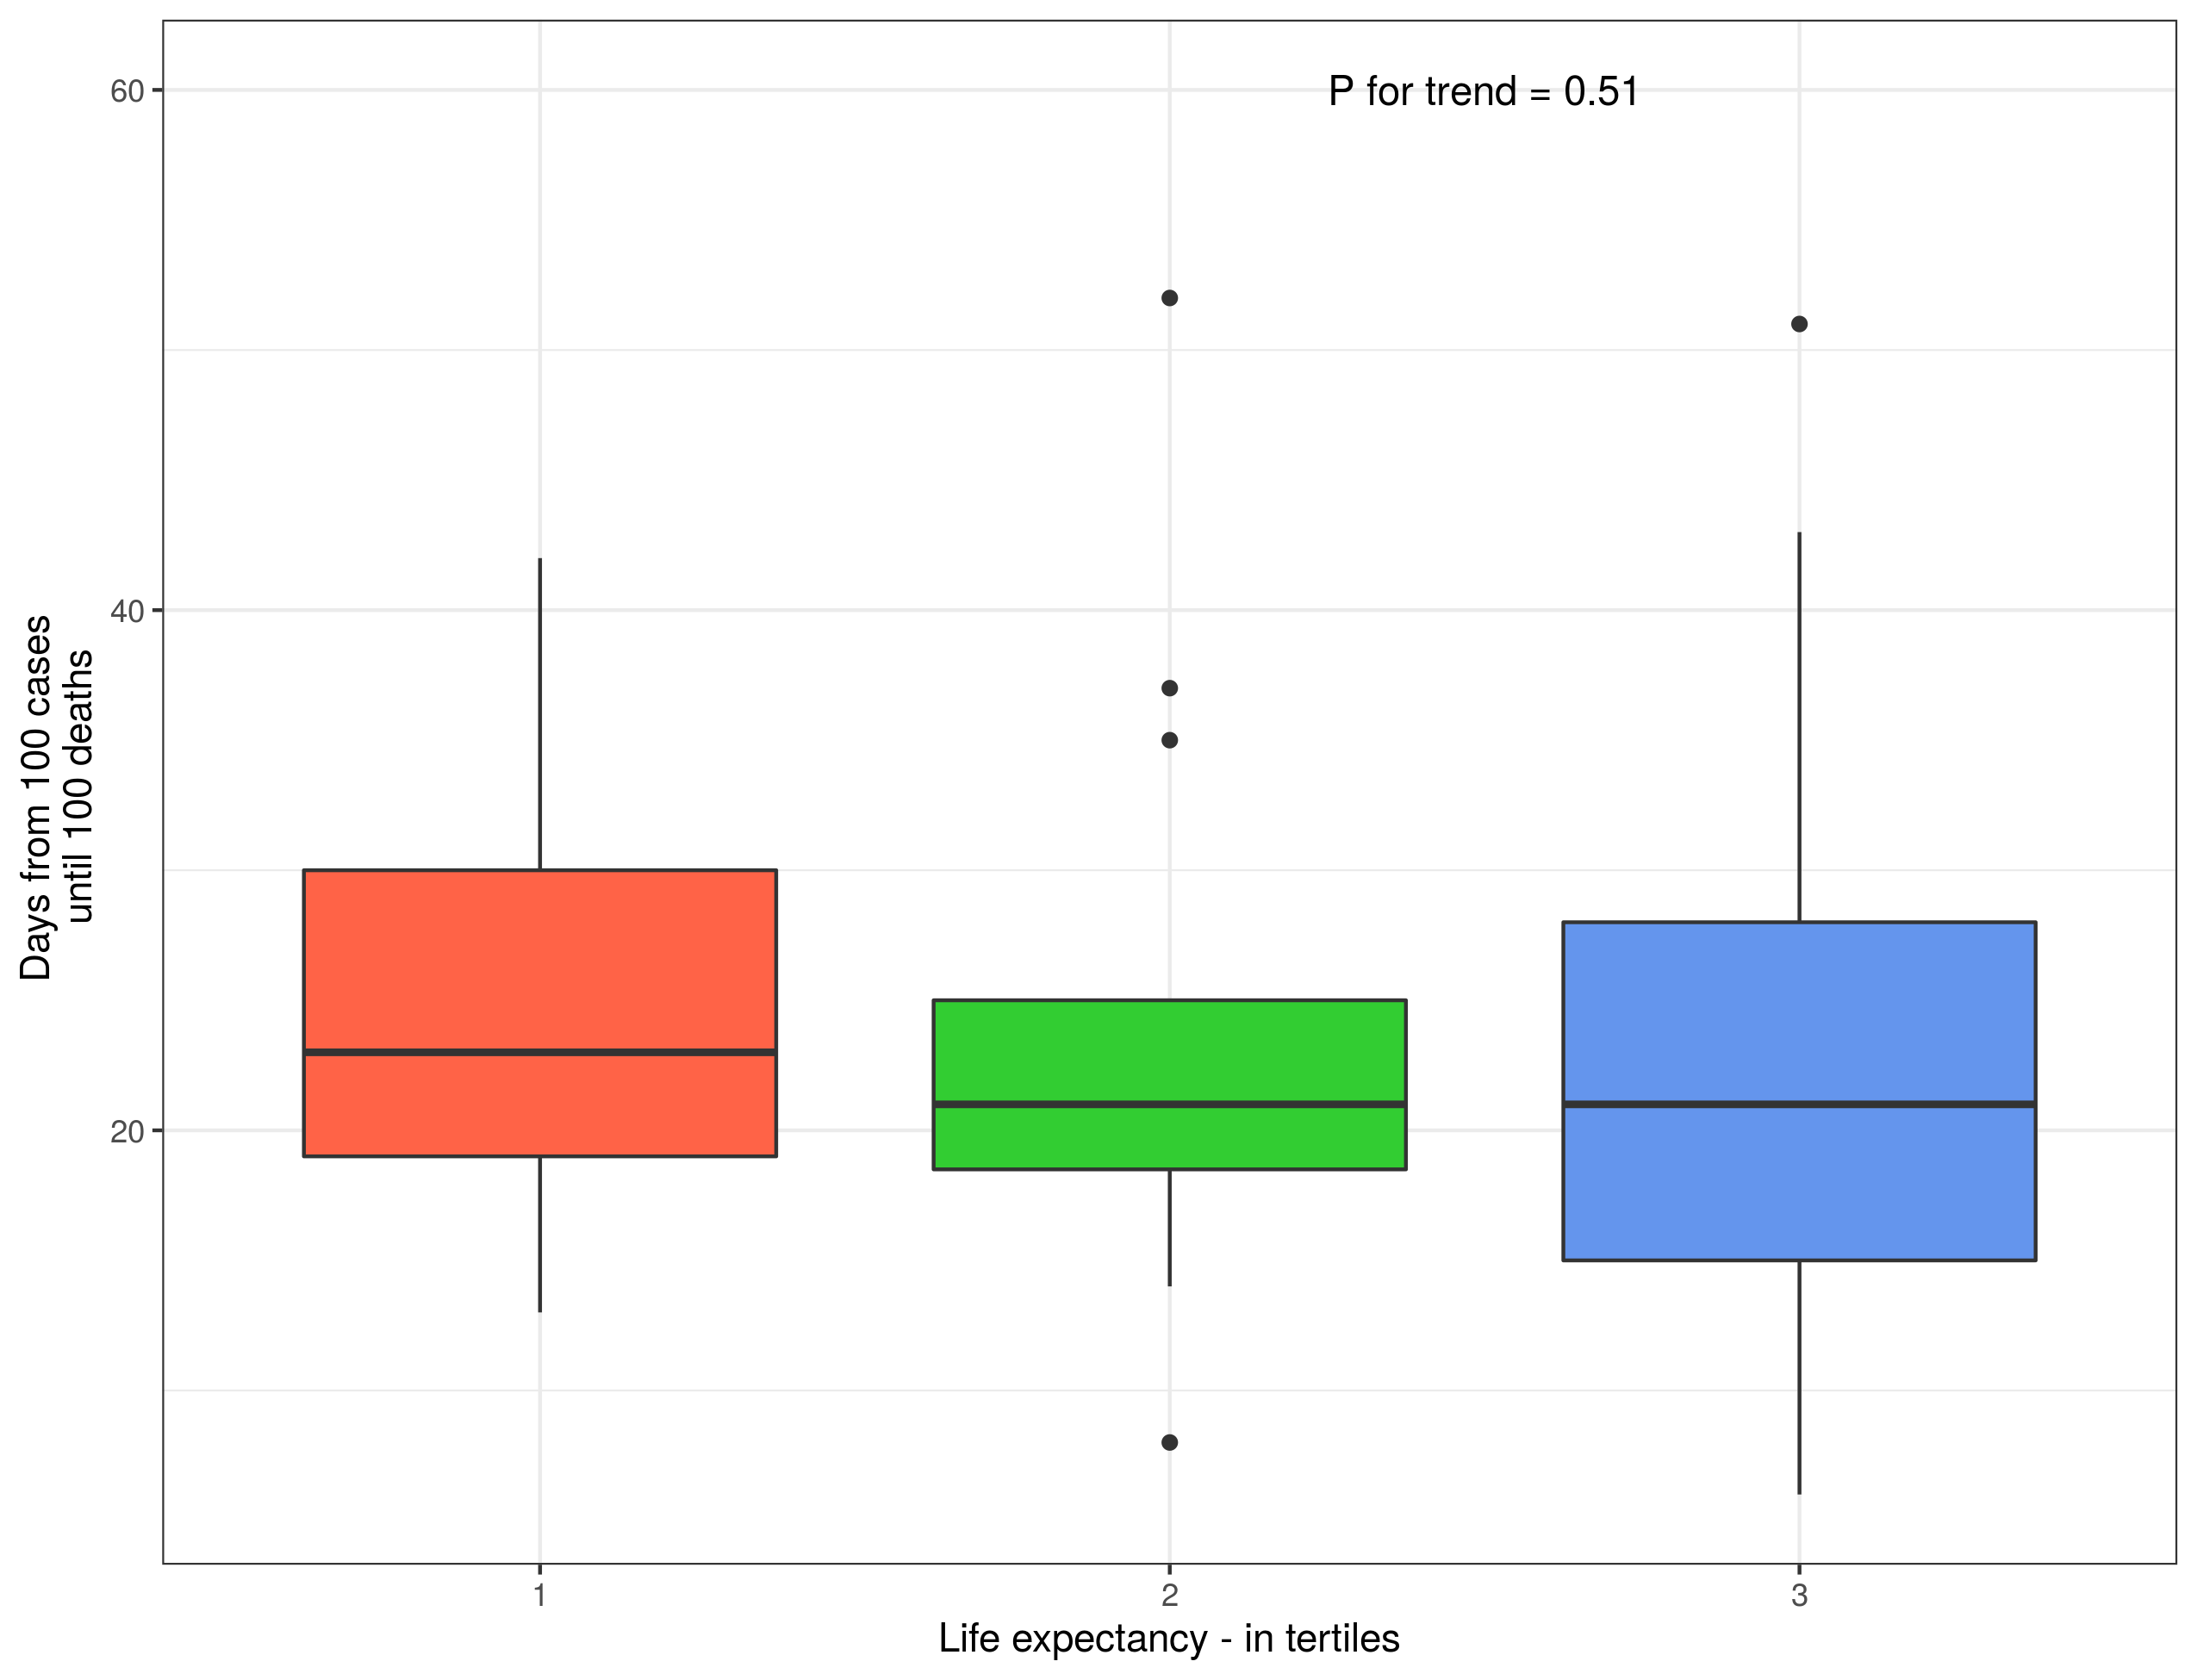 P for trend = 0.51
60
40
20
Days from 100 cases
until 100 deaths
1
2
3
Life expectancy - in tertiles